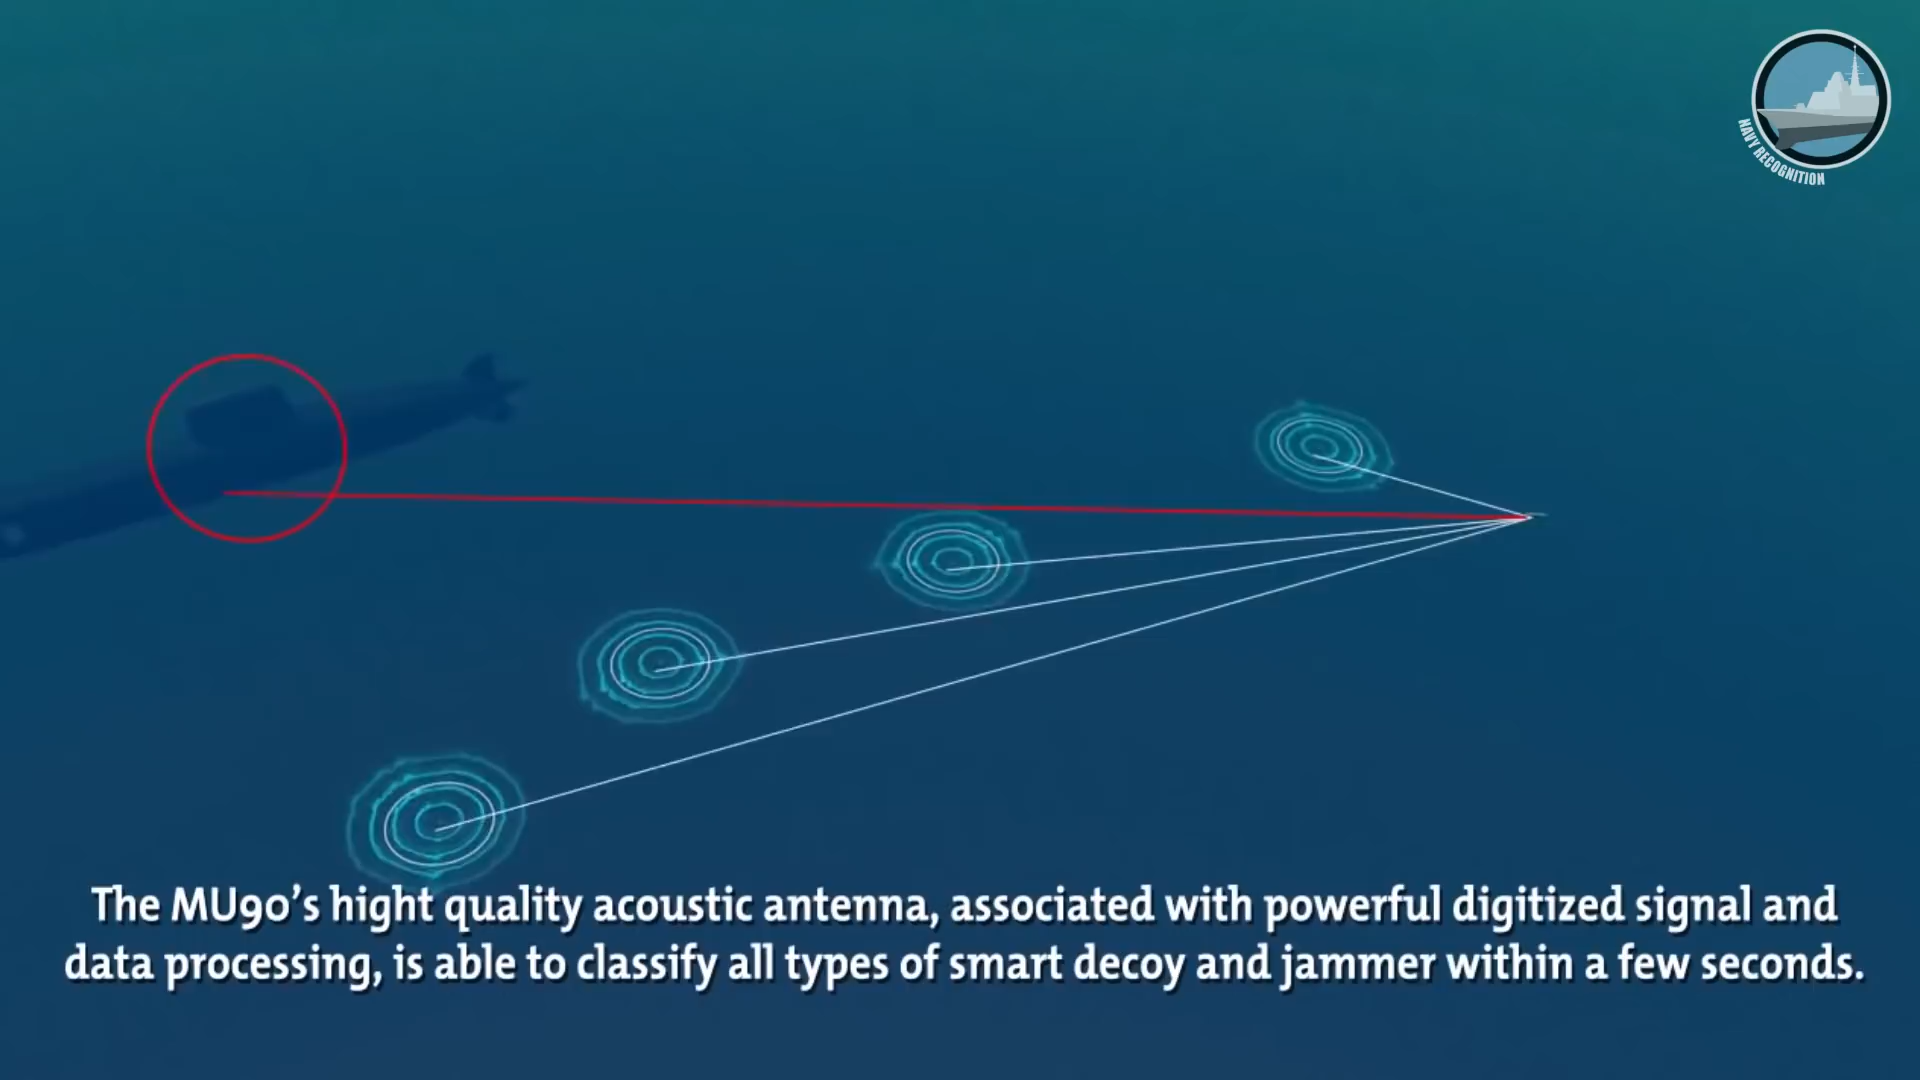 NAVY RECOGNITION
The MU90's hight quality acoustic antenna, associated with powerful digitized signal and
data processing, is able to classify all types of smart decoy and jammer within a few seconds.